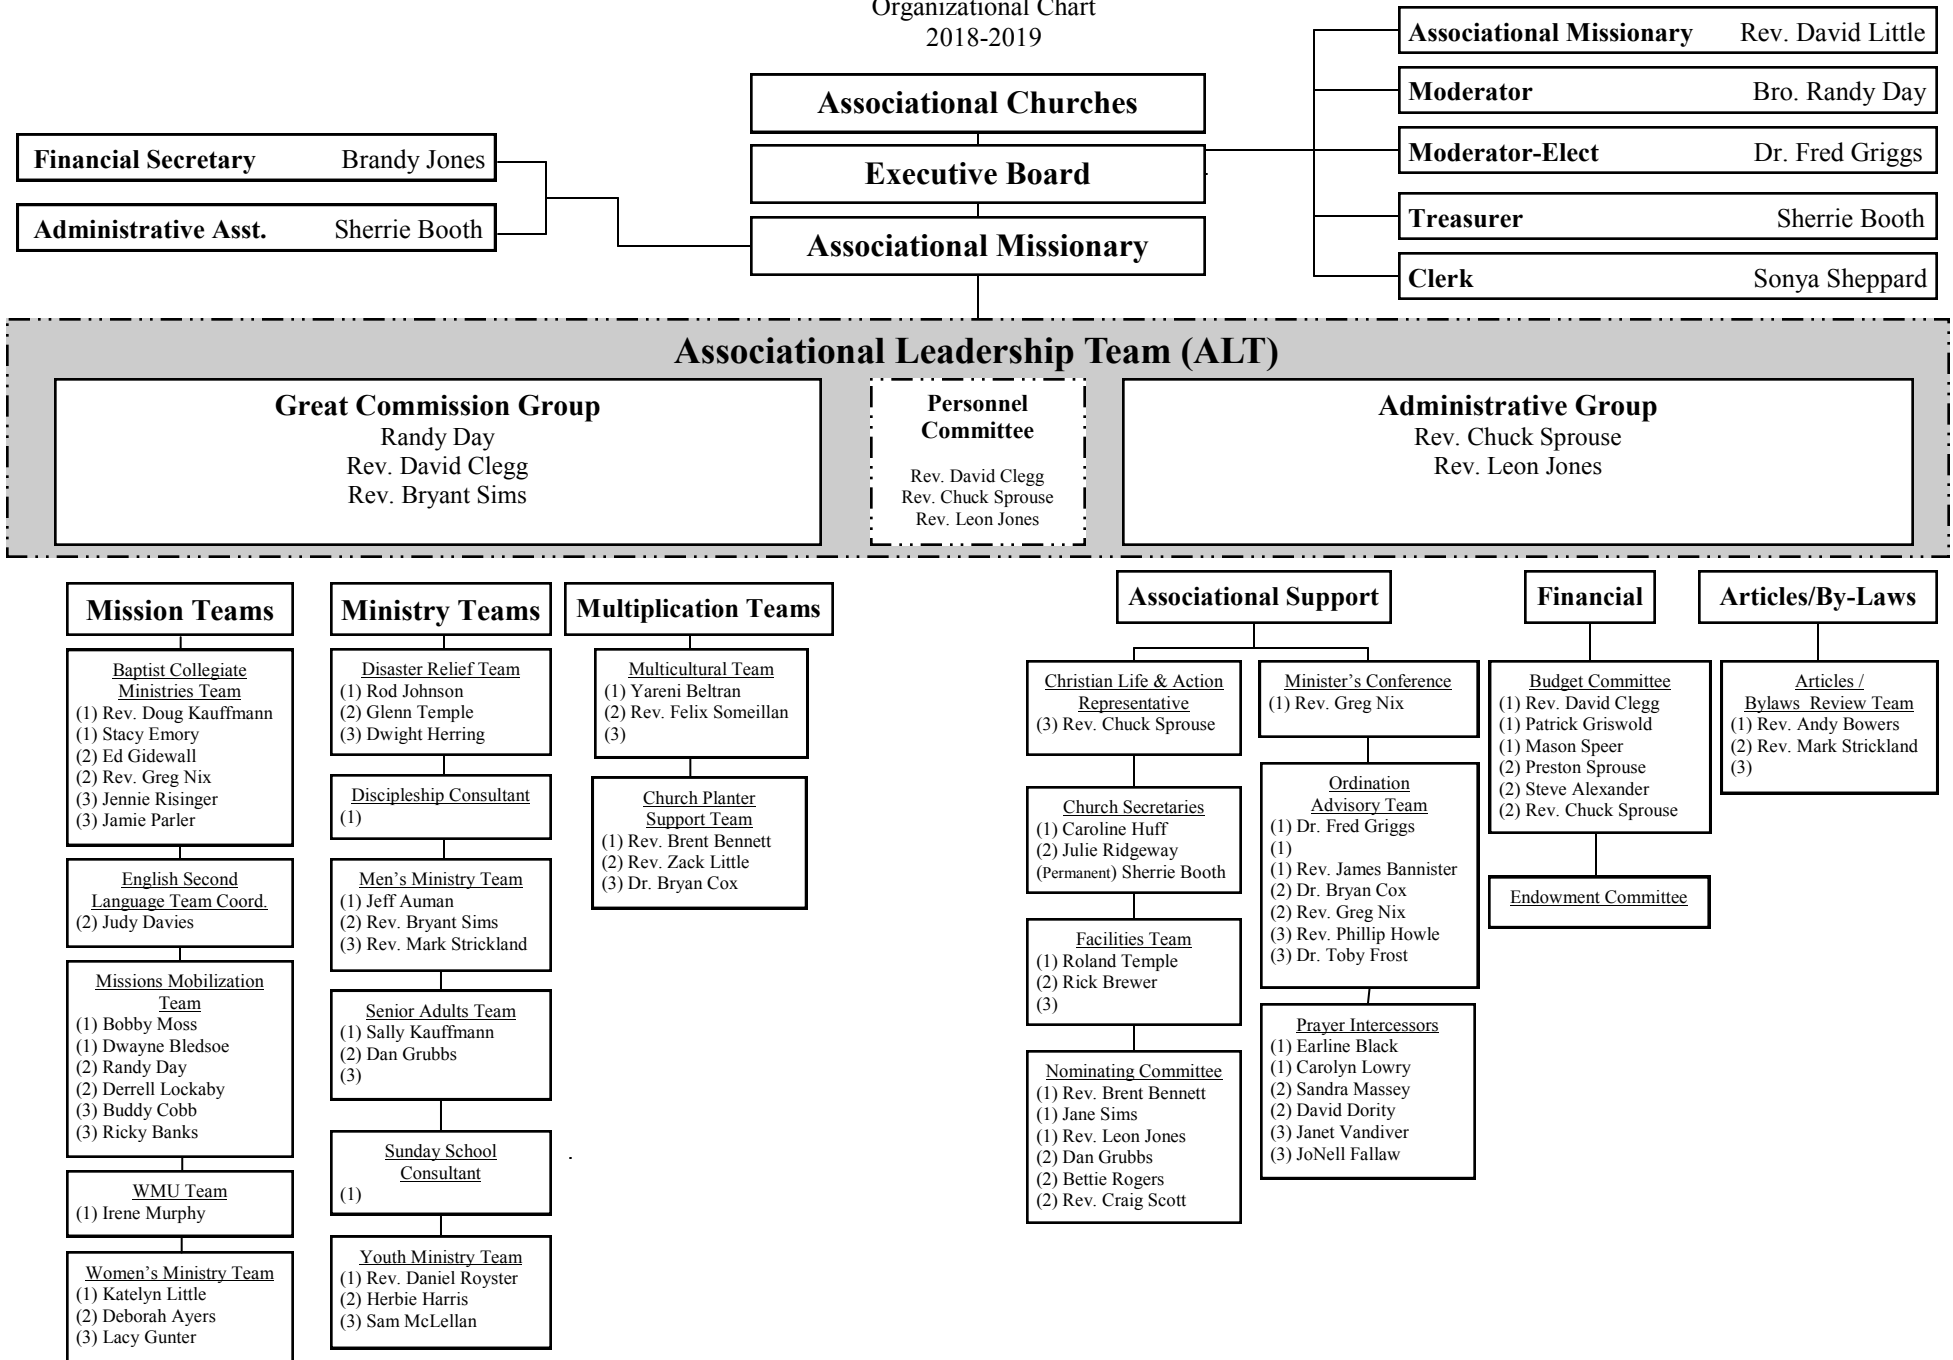 Organizational Chart
2018-2019
Associational Churches
Executive Board
Associational Missionary
Financial Secretary Brandy Jones
Administrative Asst. Sherrie Booth
Associational Missionary Rev. David Little
Moderator Bro. Randy Day
Moderator-Elect Dr. Fred Griggs
Treasurer Sherrie Booth
Clerk Sonya Sheppard
Associational Leadership Team (ALT)
Great Commission Group
Randy Day
Rev. David Clegg
Rev. Bryant Sims
Personnel
Committee
Rev. David Clegg
Rev. Chuck Sprouse
Rev. Leon Jones
Administrative Group
Rev. Chuck Sprouse
Rev. Leon Jones
Mission Teams
Baptist Collegiate
Ministries Team
(1) Rev. Doug Kauffmann
(1) Stacy Emory
(2) Ed Gidewall
(2) Rev. Greg Nix
(3) Jennie Risinger
(3) Jamie Parler
English Second
Language Team Coord.
(2) Judy Davies
Missions Mobilization
Team
(1) Bobby Moss
(1) Dwayne Bledsoe
(2) Randy Day
(2) Derrell Lockaby
(3) Buddy Cobb
(3) Ricky Banks
WMU Team
(1) Irene Murphy
Women's Ministry Team
(1) Katelyn Little
(2) Deborah Ayers
(3) Lacy Gunter
Ministry Teams
Disaster Relief Team
(1) Rod Johnson
(2) Glenn Temple
(3) Dwight Herring
Discipleship Consultant
(1)
Men's Ministry Team
(1) Jeff Auman
(2) Rev. Bryant Sims
(3) Rev. Mark Strickland
Senior Adults Team
(1) Sally Kauffmann
(2) Dan Grubbs
(3)
Sunday School
Consultant
(1)
Youth Ministry Team
(1) Rev. Daniel Royster
(2) Herbie Harris
(3) Sam McLellan
Multiplication Teams
Multicultural Team
(1) Yareni Beltran
(2) Rev. Felix Someillan
(3)
Church Planter
Support Team
(1) Rev. Brent Bennett
(2) Rev. Zack Little
(3) Dr. Bryan Cox
Associational Support
Christian Life & Action
Representative
(3) Rev. Chuck Sprouse
Church Secretaries
(1) Caroline Huff
(2) Julie Ridgeway
(Permanent) Sherrie Booth
Facilities Team
(1) Roland Temple
(2) Rick Brewer
(3)
Nominating Committee
(1) Rev. Brent Bennett
(1) Jane Sims
(1) Rev. Leon Jones
(2) Dan Grubbs
(2) Bettie Rogers
(2) Rev. Craig Scott
Minister's Conference
(1) Rev. Greg Nix
Ordination
Advisory Team
(1) Dr. Fred Griggs
(1)
(1) Rev. James Bannister
(2) Dr. Bryan Cox
(2) Rev. Greg Nix
(3) Rev. Phillip Howle
(3) Dr. Toby Frost
Prayer Intercessors
(1) Earline Black
(1) Carolyn Lowry
(2) Sandra Massey
(2) David Dority
(3) Janet Vandiver
(3) JoNell Fallaw
Financial
Budget Committee
(1) Rev. David Clegg
(1) Patrick Griswold
(1) Mason Speer
(2) Preston Sprouse
(2) Steve Alexander
(2) Rev. Chuck Sprouse
Endowment Committee
Articles/By-Laws
Articles /
Bylaws Review Team
(1) Rev. Andy Bowers
(2) Rev. Mark Strickland
(3)